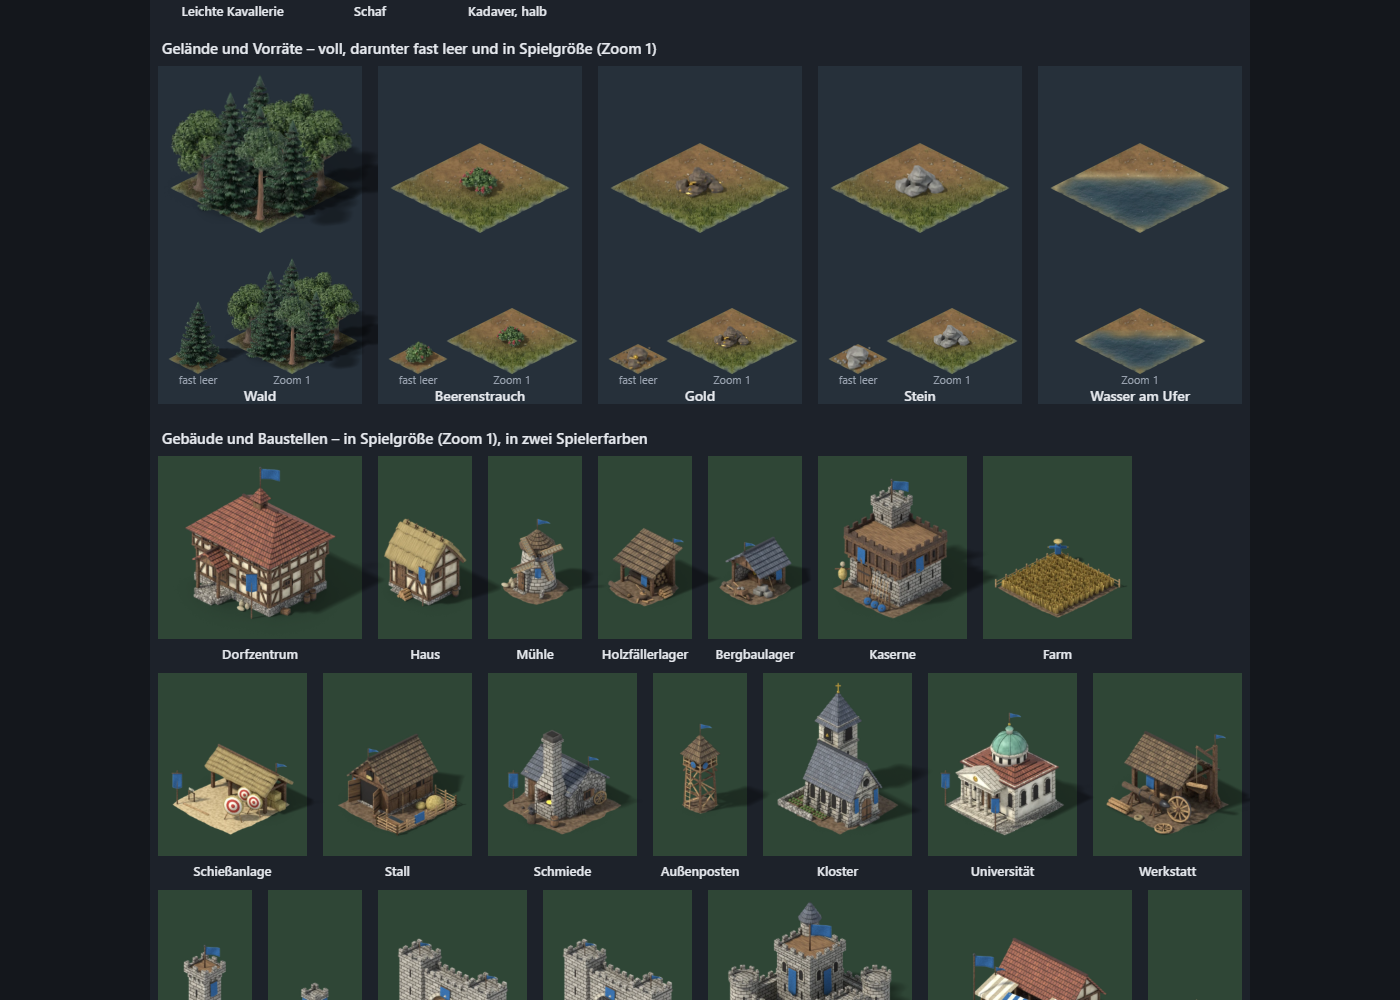 Leichte Kavallerie
Schaf
Kadaver, halb
Gelände und Vorräte – voll, darunter fast leer und in Spielgröße (Zoom 1)
fast leer
Zoom 1
Wald
fast leer
Zoom 1
Beerenstrauch
fast leer
Zoom 1
Gold
fast leer
Zoom 1
Stein
Zoom 1
Wasser am Ufer
Gebäude und Baustellen – in Spielgröße (Zoom 1), in zwei Spielerfarben
Dorfzentrum
Haus
Mühle
Holzfällerlager
Bergbaulager
Kaserne
Farm
Schießanlage
Stall
Schmiede
Außenposten
Kloster
Universität
Werkstatt